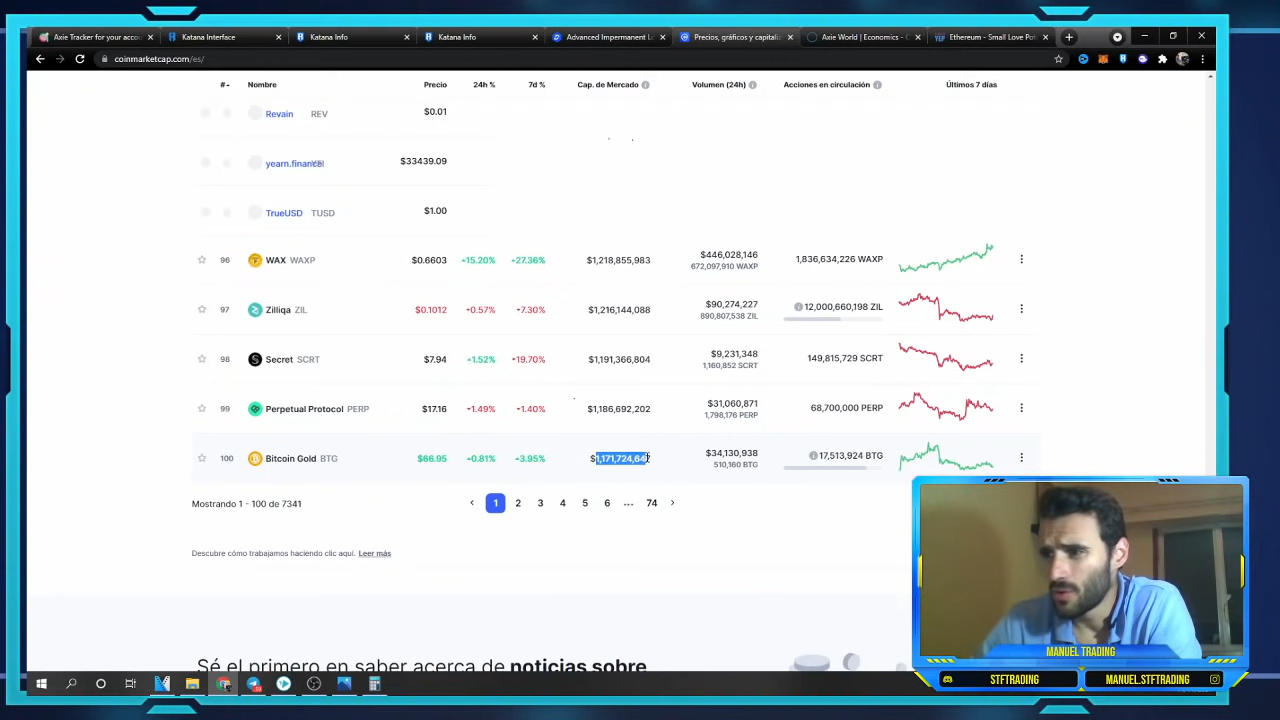 Axie Tracker for your accou
Katana Interface
Katana Info
Katana Info
Advanced Impermanent Lo
Precios, gráficos y capitaliz
Axie World | Economics - C
Ethereum - Small Love Pot
coinmarketcap.com/es/
# Nombre Precio 24h % 7d % Cap. de Mercado Volumen (24h) Acciones en circulación Últimos 7 días
Revain REV $0.01
yearn.finance $33439.09
TrueUSD TUSD $1.00
96 WAX WAXP $0.6603 15.20% 27.36% $1,218,855,983 $446,028,146 1,836,634,226 WAXP
672,097,910 WAXP
97 Zilliqa ZIL $0.1012 0.57% 7.30% $1,216,144,088 $90,274,227 12,000,660,198 ZIL
890,807,538 ZIL
98 Secret SCRT $7.94 1.52% 19.70% $1,191,366,804 $9,231,348 149,815,729 SCRT
1,160,852 SCRT
99 Perpetual Protocol PERP $17.16 1.49% 1.40% $1,186,692,202 $31,060,871 68,700,000 PERP
1,798,176 PERP
100 Bitcoin Gold BTG $66.95 0.81% 3.95% $34,130,938 17,513,924 BTG
510,160 BTG
Mostrando 1 - 100 de 7341
1 2 3 4 5 6 ... 74
Descubre cómo trabajamos haciendo clic aquí. Leer más
Sé el primero en saber acerca de noticias sobre
MANUEL TRADING
STFTRADING
MANUEL.STFTRADING